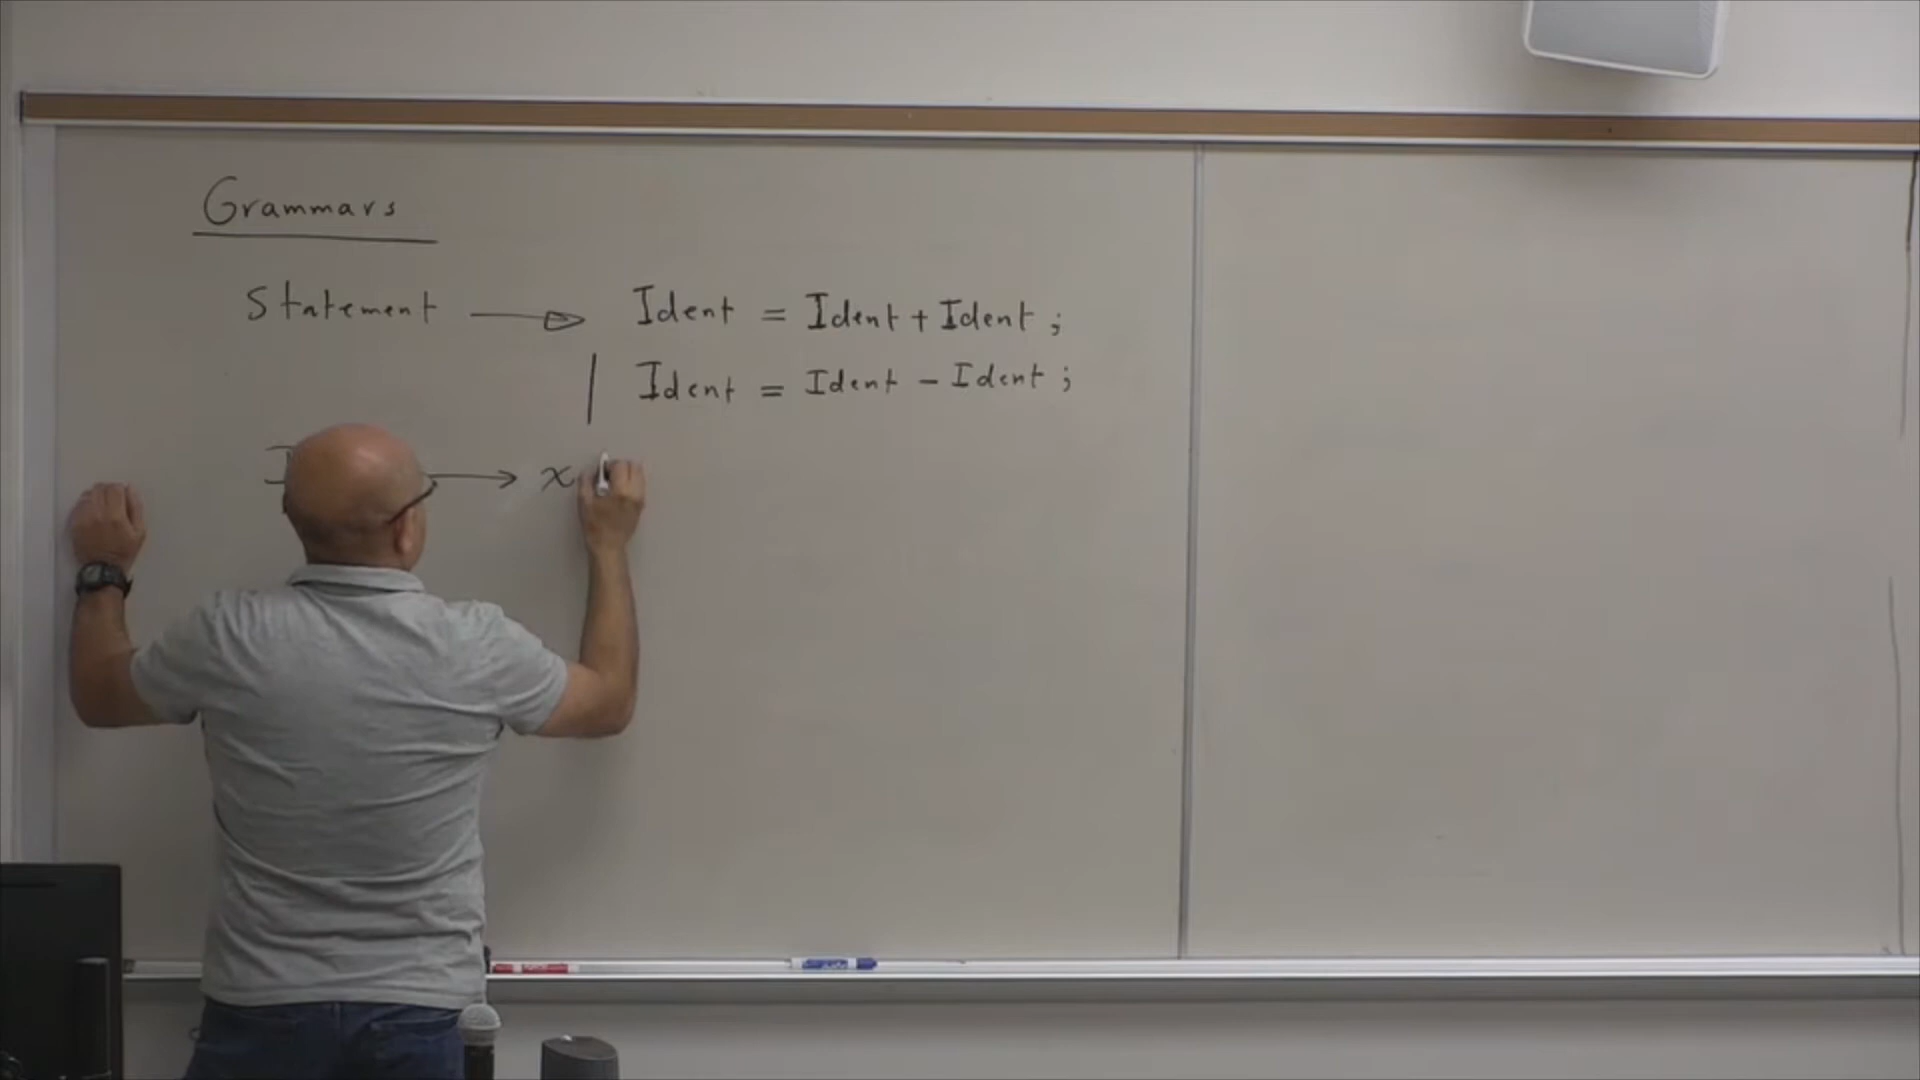 Grammars
Statement → Ident = Ident + Ident ;
| Ident = Ident - Ident ;
I → x